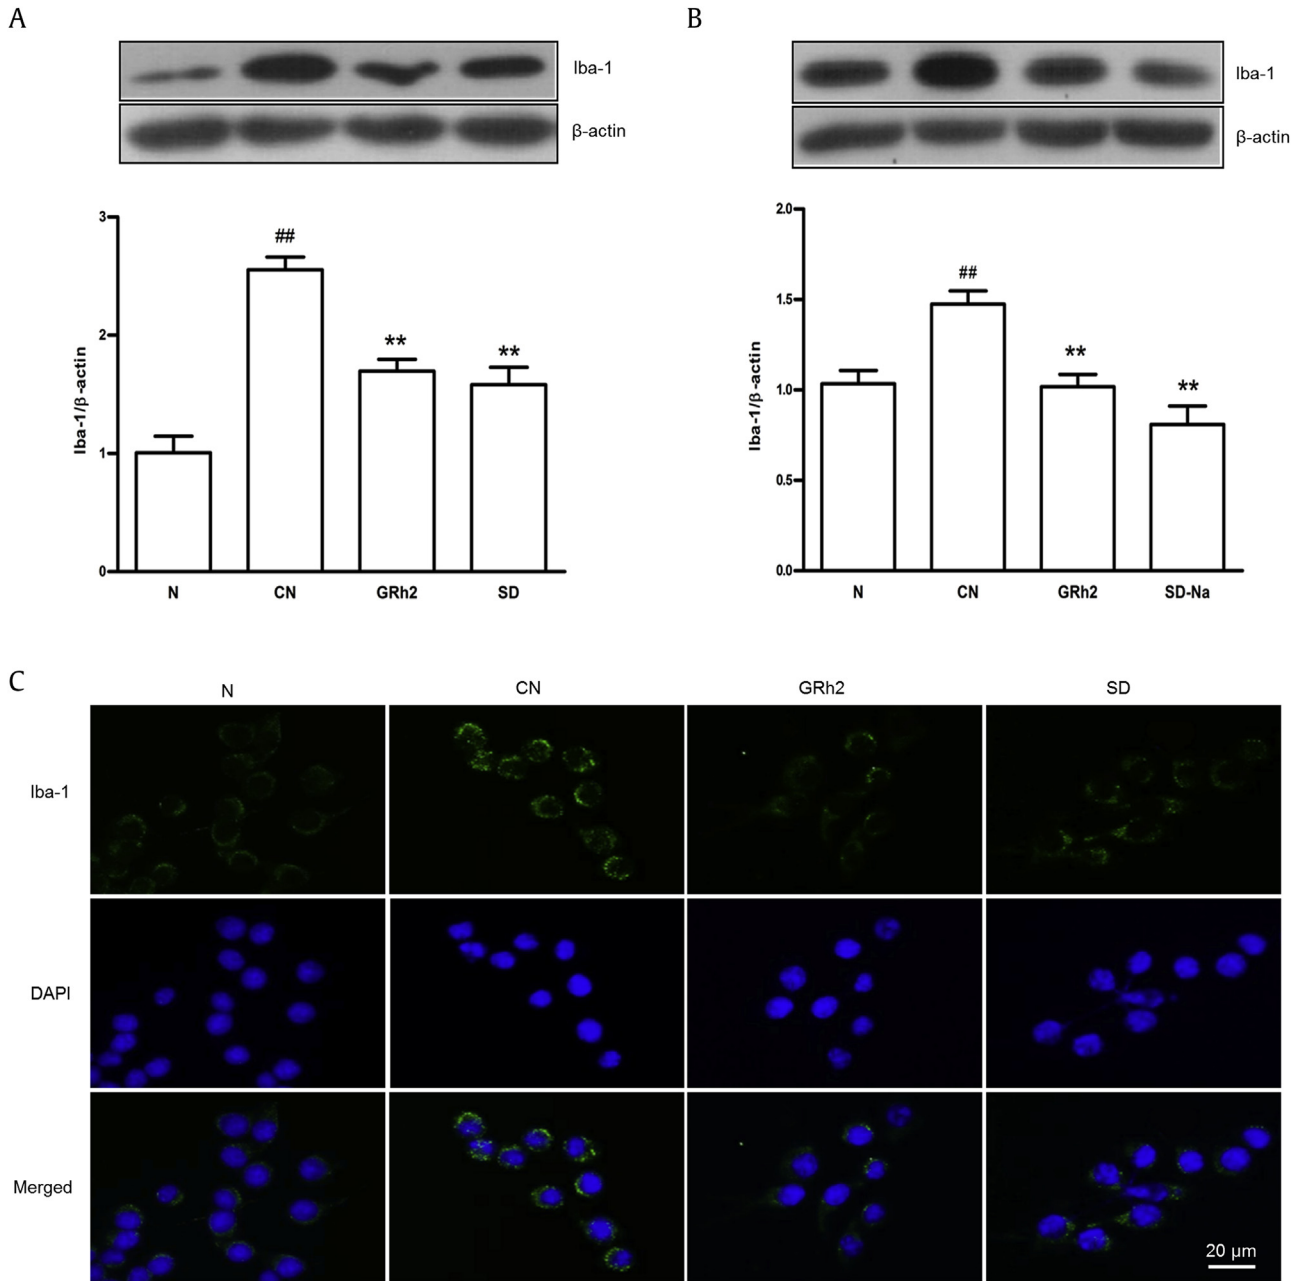 A
B
Iba-1
β-actin
Iba-1
β-actin
3
2
1
0
Iba-1/β-actin
##
**
**
N
CN
GRh2
SD
2.0
1.5
1.0
0.5
0.0
Iba-1/β-actin
##
**
**
N
CN
GRh2
SD-Na
C
N
CN
GRh2
SD
Iba-1
DAPI
Merged
20 µm